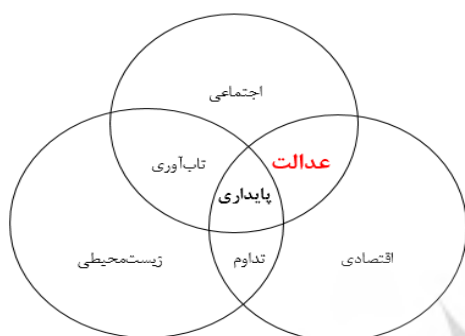 اجتماعی
عدالت
تاب‌آوری
پایداری
اقتصادی
تداوم
زیست‌محیطی